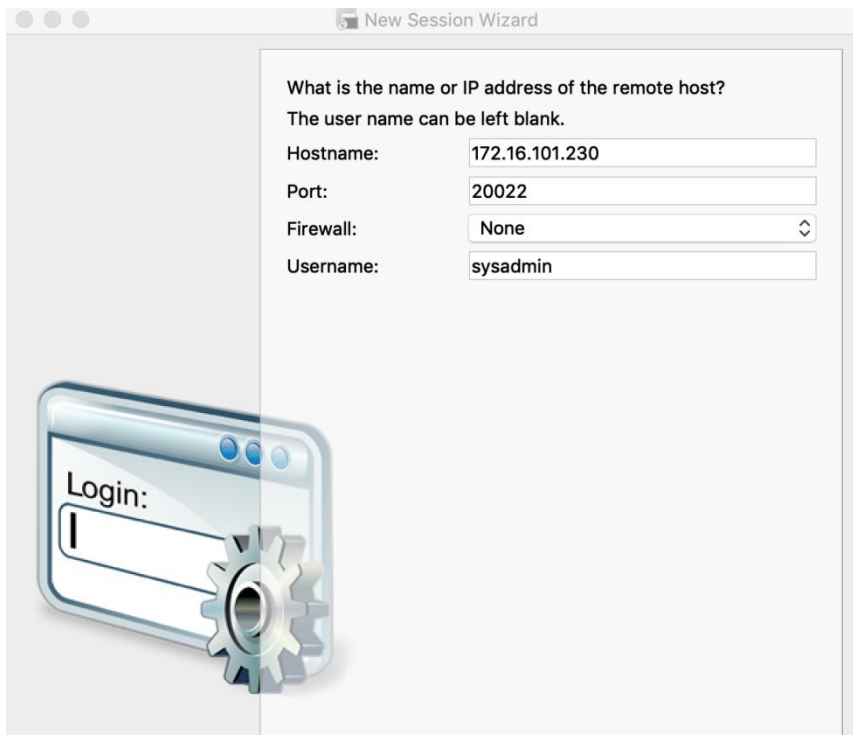 New Session Wizard
What is the name or IP address of the remote host?
The user name can be left blank.
Hostname: 172.16.101.230
Port: 20022
Firewall: None
Username: sysadmin
Login: